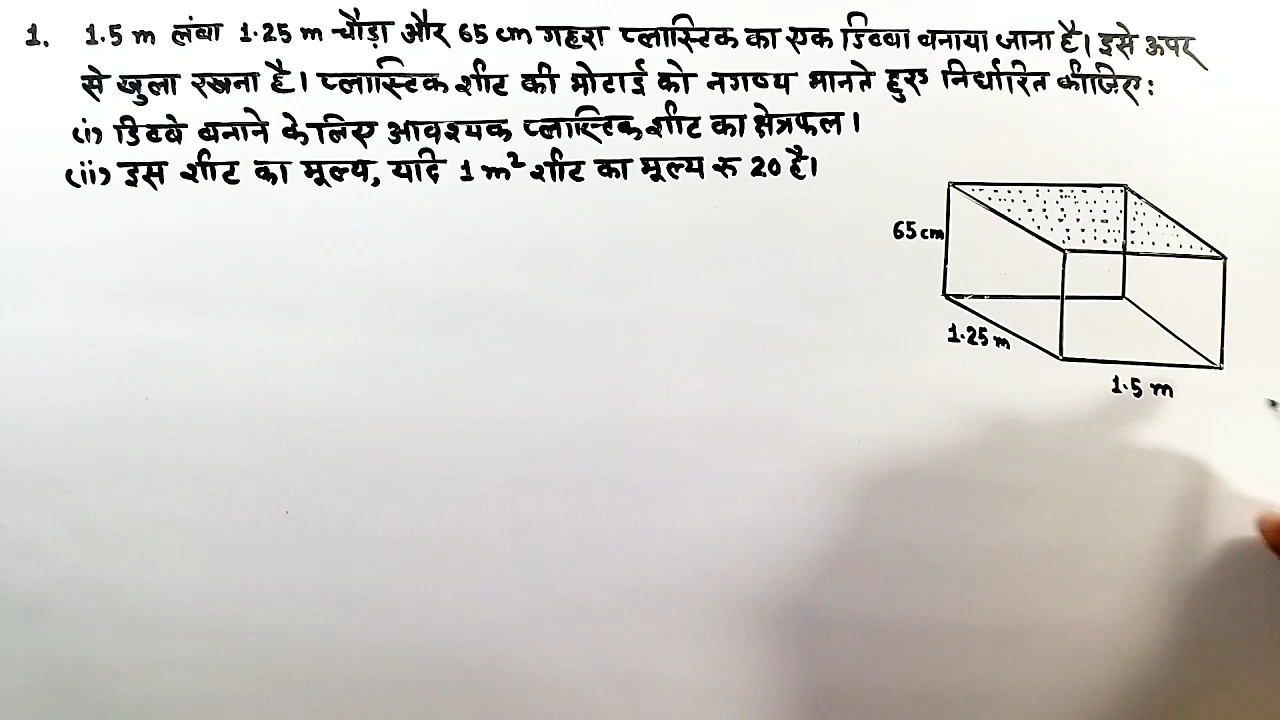 1. 1.5 m लंबा 1.25 m चौड़ा और 65 cm गहरा प्लास्टिक का एक डिब्बा बनाया जाना है। इसे ऊपर
से खुला रखना है। प्लास्टिक शीट की मोटाई को नगण्य मानते हुए निर्धारित कीजिए:
(i) डिब्बे बनाने के लिए आवश्यक प्लास्टिक शीट का क्षेत्रफल।
(ii) इस शीट का मूल्य, यदि 1 m² शीट का मूल्य रु 20 है।
65 cm
1.25 m
1.5 m